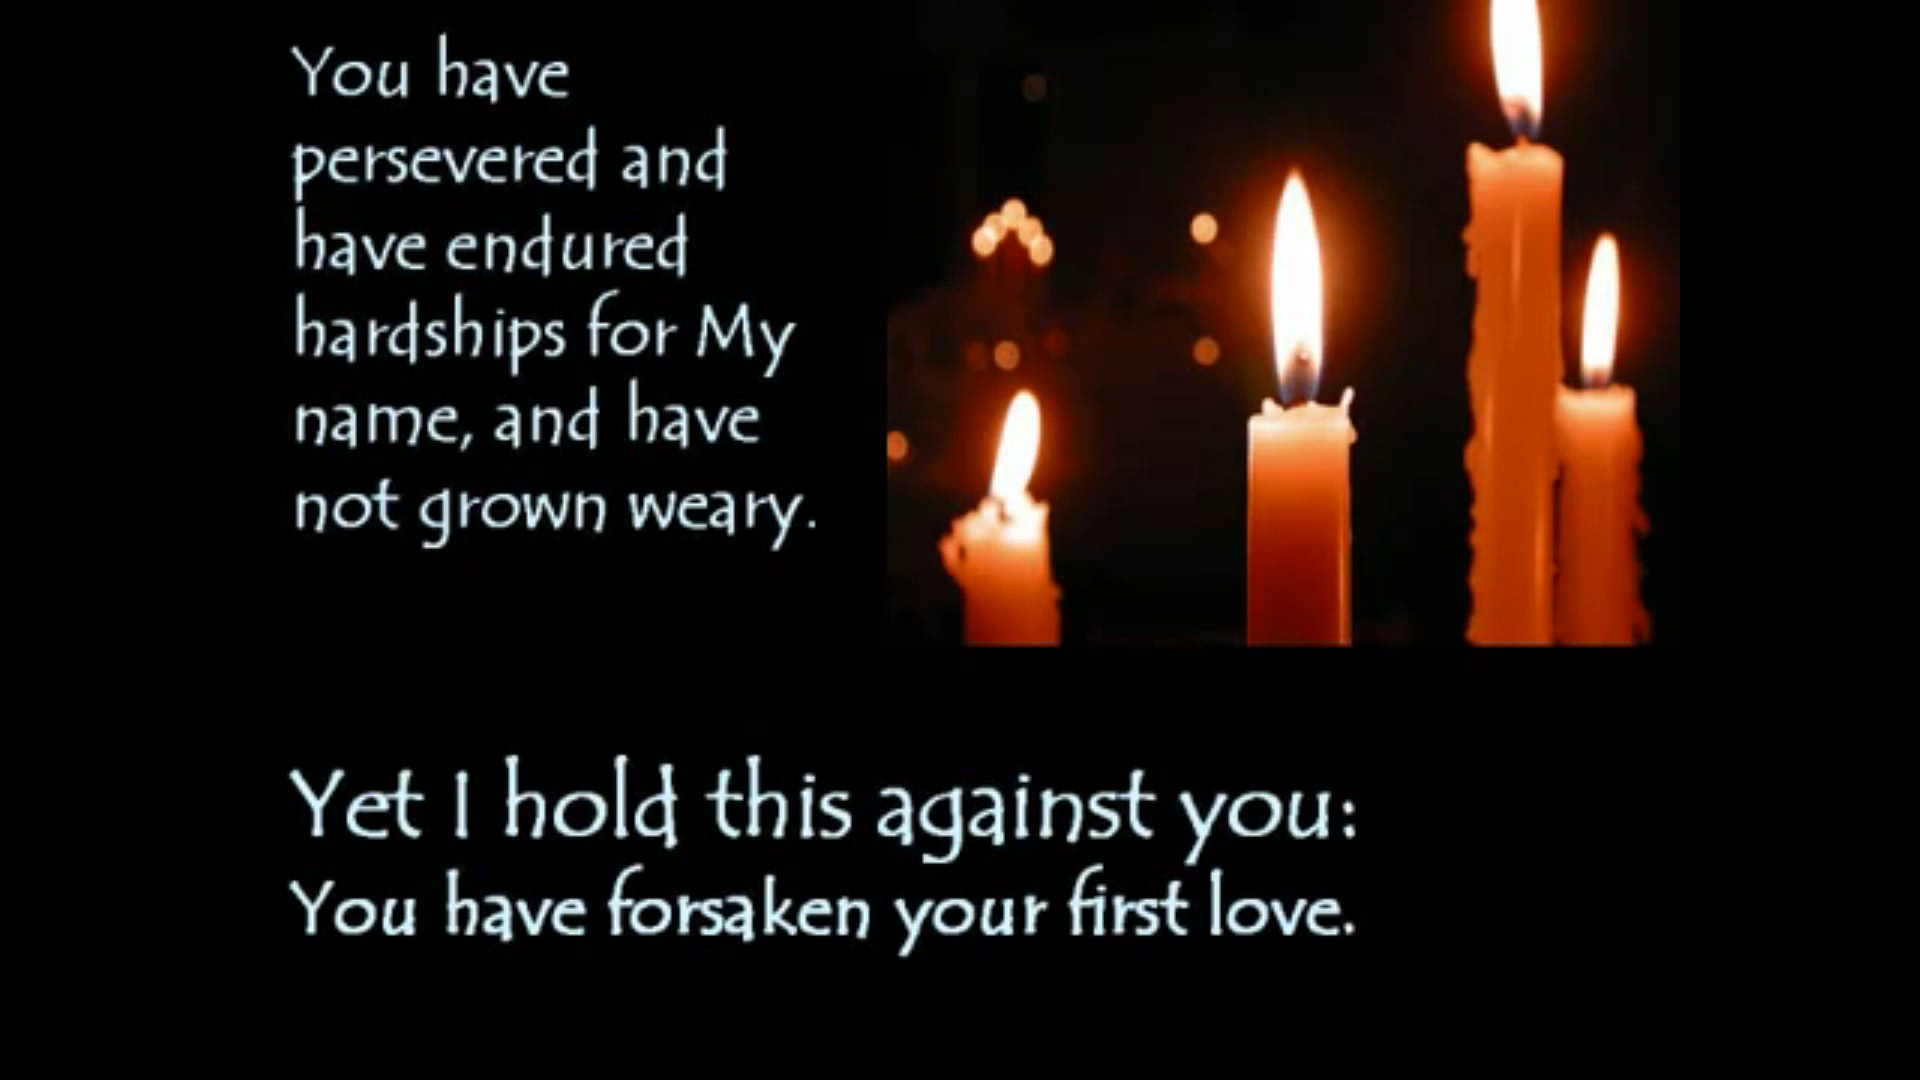 You have
persevered and
have endured
hardships for My
name, and have
not grown weary.
Yet I hold this against you:
You have forsaken your first love.